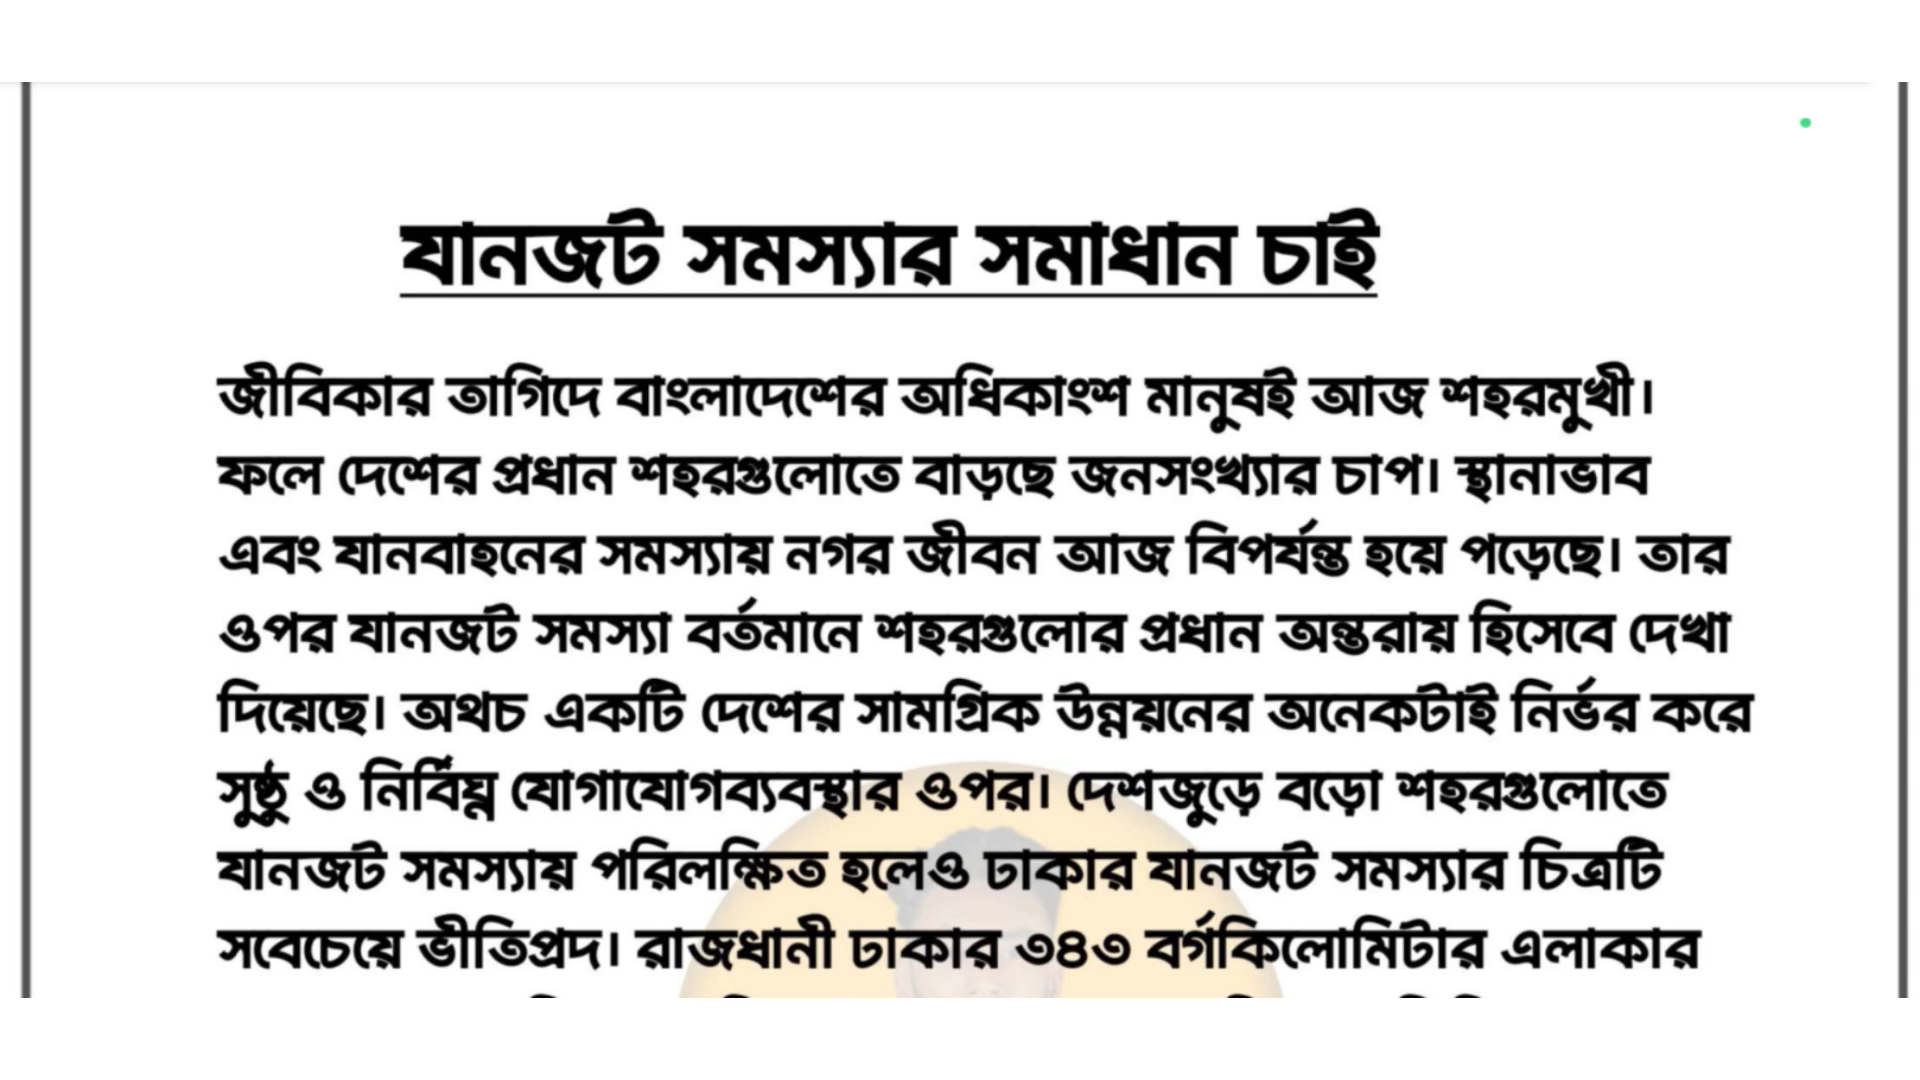 যানজট সমস্যার সমাধান চাই
জীবিকার তাগিদে বাংলাদেশের অধিকাংশ মানুষই আজ শহরমুখী।
ফলে দেশের প্রধান শহরগুলোতে বাড়ছে জনসংখ্যার চাপ। স্থানাভাব
এবং যানবাহনের সমস্যায় নগর জীবন আজ বিপর্যন্ত হয়ে পড়েছে। তার
ওপর যানজট সমস্যা বর্তমানে শহরগুলোর প্রধান অন্তরায় হিসেবে দেখা
দিয়েছে। অথচ একটি দেশের সামগ্রিক উন্নয়নের অনেকটাই নির্ভর করে
সুষ্ঠু ও নির্বিঘ্ন যোগাযোগব্যবস্থার ওপর। দেশজুড়ে বড়ো শহরগুলোতে
যানজট সমস্যায় পরিলক্ষিত হলেও ঢাকার যানজট সমস্যার চিত্রটি
সবেচেয়ে ভীতিপ্রদ। রাজধানী ঢাকার ৩৪৩ বর্গকিলোমিটার এলাকার